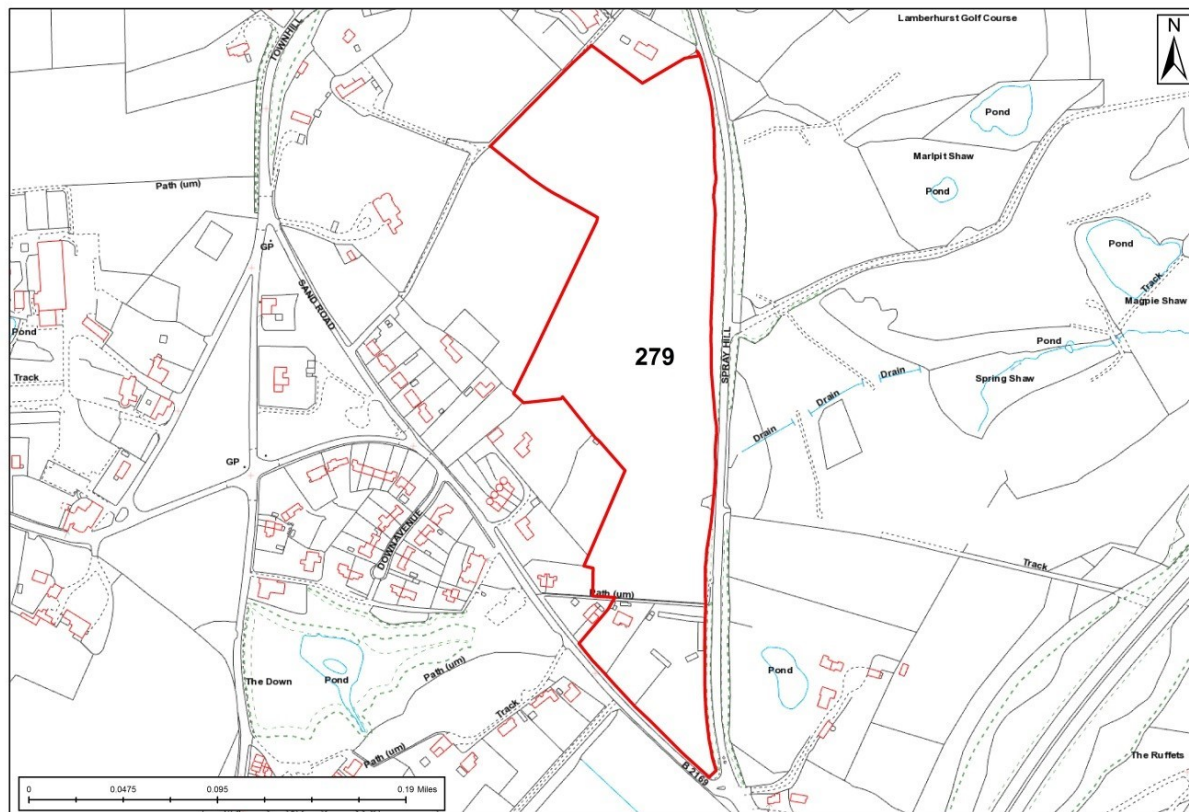 Lamberhurst Golf Course
N
TOWNHILL
Pond
Marlpit Shaw
Path (um)
Pond
GP
Pond
SAND ROAD
Track
Magpie Shaw
Pond
SPRAY HILL
279
Pond
Track
Drain
Drain
Spring Shaw
Drain
GP
DOWN AVENUE
Track
Path (um)
The Down
Pond
Path (um)
Pond
Track
Path (um)
B 2169
The Ruffets
0 0.0475 0.095 0.19 Miles